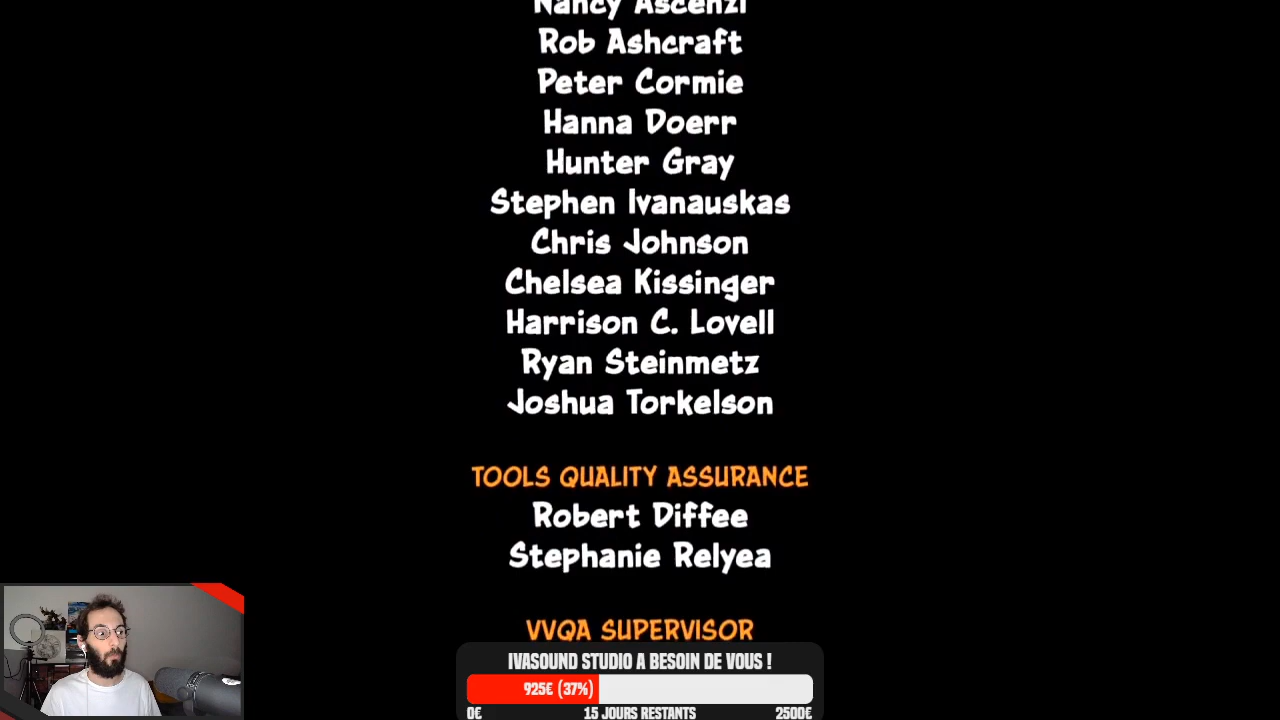 Nancy Ascenzi
Rob Ashcraft
Peter Cormie
Hanna Doerr
Hunter Gray
Stephen Ivanauskas
Chris Johnson
Chelsea Kissinger
Harrison C. Lovell
Ryan Steinmetz
Joshua Torkelson
TOOLS QUALITY ASSURANCE
Robert Diffee
Stephanie Relyea
VVQA SUPERVISOR
IVASOUND STUDIO A BESOIN DE VOUS !
925€ (37%)
0€ 15 JOURS RESTANTS 2500€